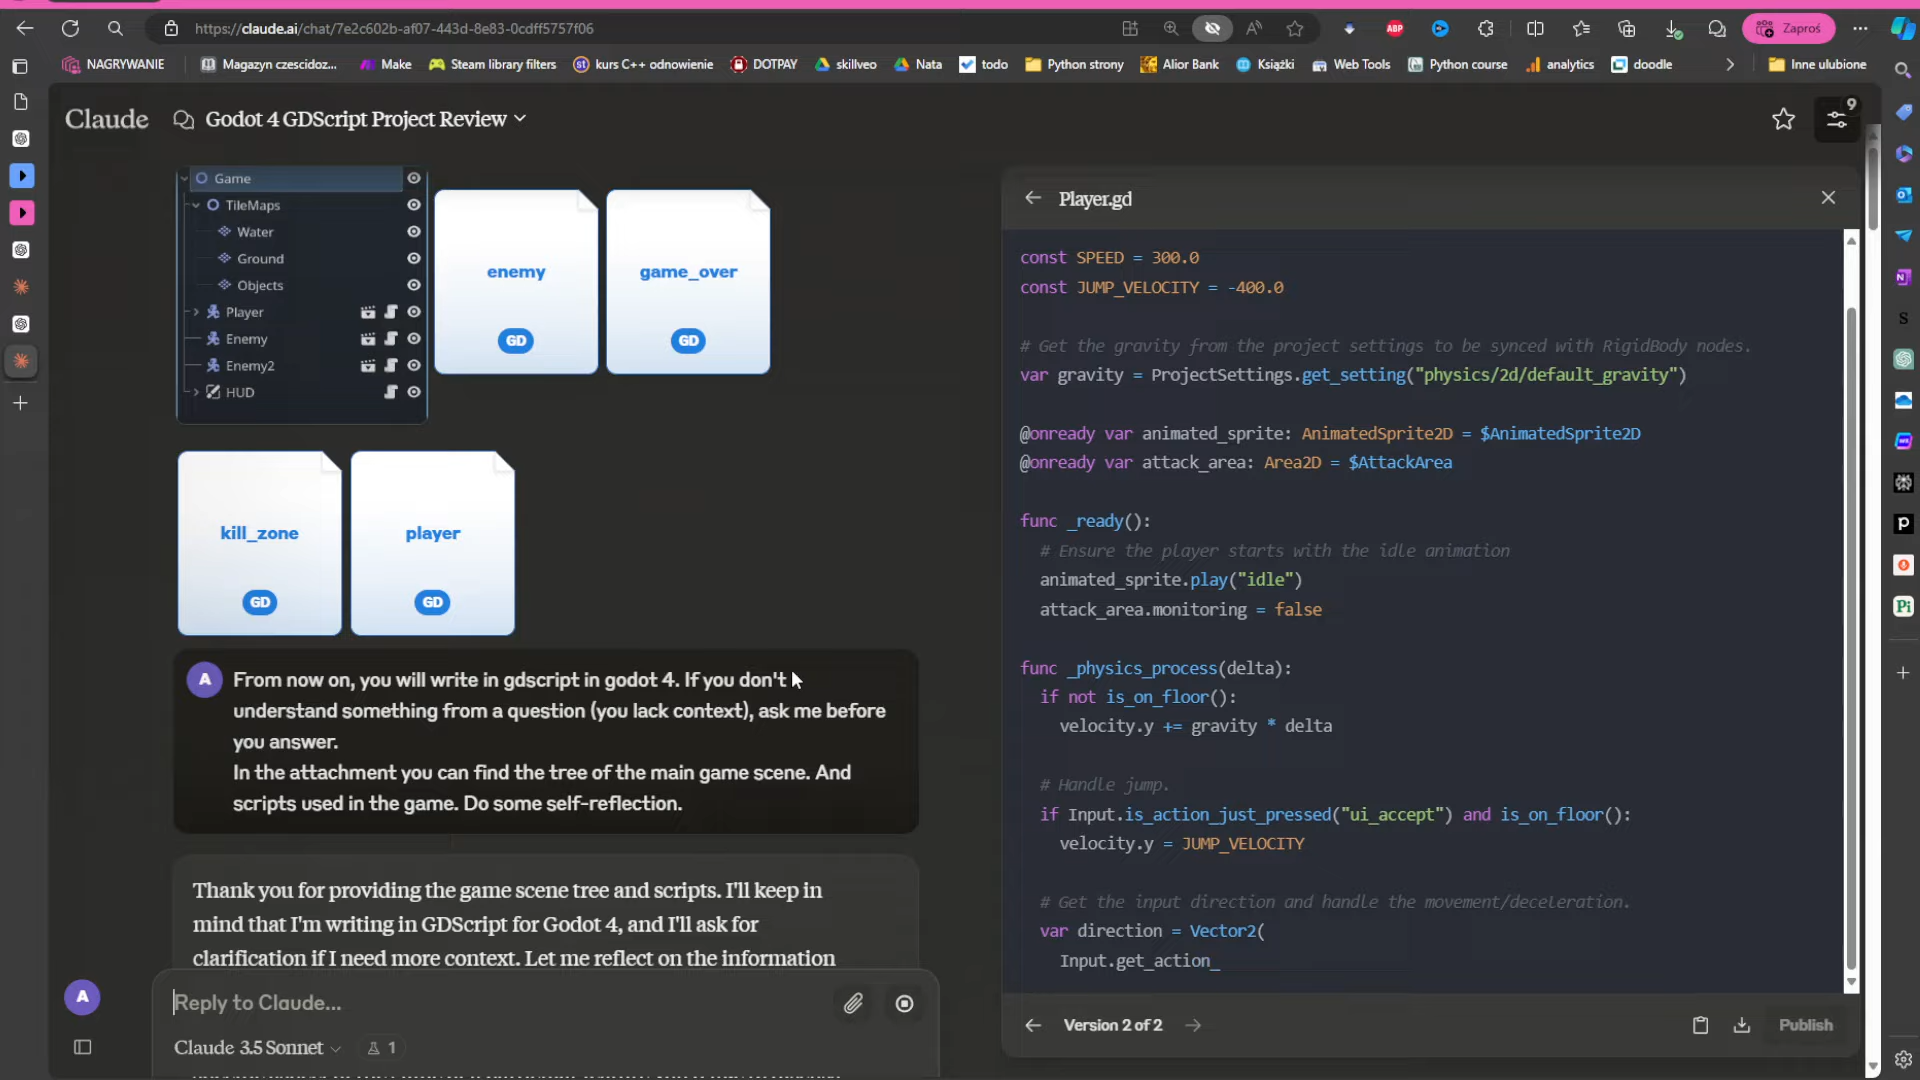 https://claude.ai/chat/7e2c602b-af07-443d-8e83-0cdff5757f06
ABP
Zaproś
NAGRYWANIE
Magazyn czescidoz...
Make
Steam library filters
kurs C++ odnowienie
DOTPAY
skillveo
Nata
todo
Python strony
Alior Bank
Książki
Web Tools
Python course
analytics
doodle
Inne ulubione
Claude
Godot 4 GDScript Project Review
9
Game
TileMaps
Water
Ground
Objects
Player
Enemy
Enemy2
HUD
enemy
GD
game_over
GD
kill_zone
GD
player
GD
A
From now on, you will write in gdscript in godot 4. If you don't
understand something from a question (you lack context), ask me before
you answer.
In the attachment you can find the tree of the main game scene. And
scripts used in the game. Do some self-reflection.
Thank you for providing the game scene tree and scripts. I'll keep in
mind that I'm writing in GDScript for Godot 4, and I'll ask for
clarification if I need more context. Let me reflect on the information
A
Reply to Claude...
Claude 3.5 Sonnet
1
Player.gd
const SPEED = 300.0
const JUMP_VELOCITY = -400.0
# Get the gravity from the project settings to be synced with RigidBody nodes.
var gravity = ProjectSettings.get_setting("physics/2d/default_gravity")
@onready var animated_sprite: AnimatedSprite2D = $AnimatedSprite2D
@onready var attack_area: Area2D = $AttackArea
func _ready():
# Ensure the player starts with the idle animation
animated_sprite.play("idle")
attack_area.monitoring = false
func _physics_process(delta):
if not is_on_floor():
velocity.y += gravity * delta
# Handle jump.
if Input.is_action_just_pressed("ui_accept") and is_on_floor():
velocity.y = JUMP_VELOCITY
# Get the input direction and handle the movement/deceleration.
var direction = Vector2(
Input.get_action_
Version 2 of 2
Publish